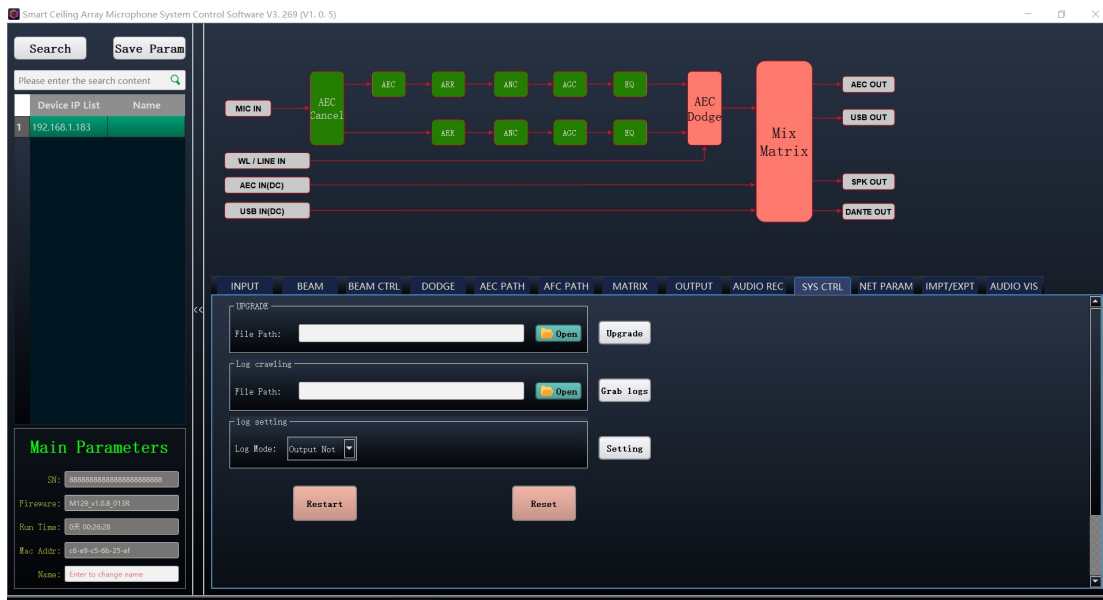 Smart Ceiling Array Microphone System Control Software V3. 269 (V1. 0. 5)
Search
Save Param
Please enter the search content
Device IP List Name
1 192.168.1.183
Main Parameters
SN: 
Fireware: M129_v1.0.8_013R
Run Time: 0天 00:26:28
Mac Addr: c6-e9-c5-6b-25-ef
Name: Enter to change name
<<
MIC IN
AEC
Cancel
AEC
ARR
ANC
AGC
EQ
ARR
ANC
AGC
EQ
AEC
Dodge
WL / LINE IN
AEC IN(DC)
USB IN(DC)
Mix
Matrix
AEC OUT
USB OUT
SPK OUT
DANTE OUT
INPUT BEAM BEAM CTRL DODGE AEC PATH AFC PATH MATRIX OUTPUT AUDIO REC SYS CTRL NET PARAM IMPT/EXPT AUDIO VIS
UPGRADE
File Path: Open Upgrade
Log crawling
File Path: Open Grab logs
log setting
Log Mode: Output Not Setting
Restart Reset